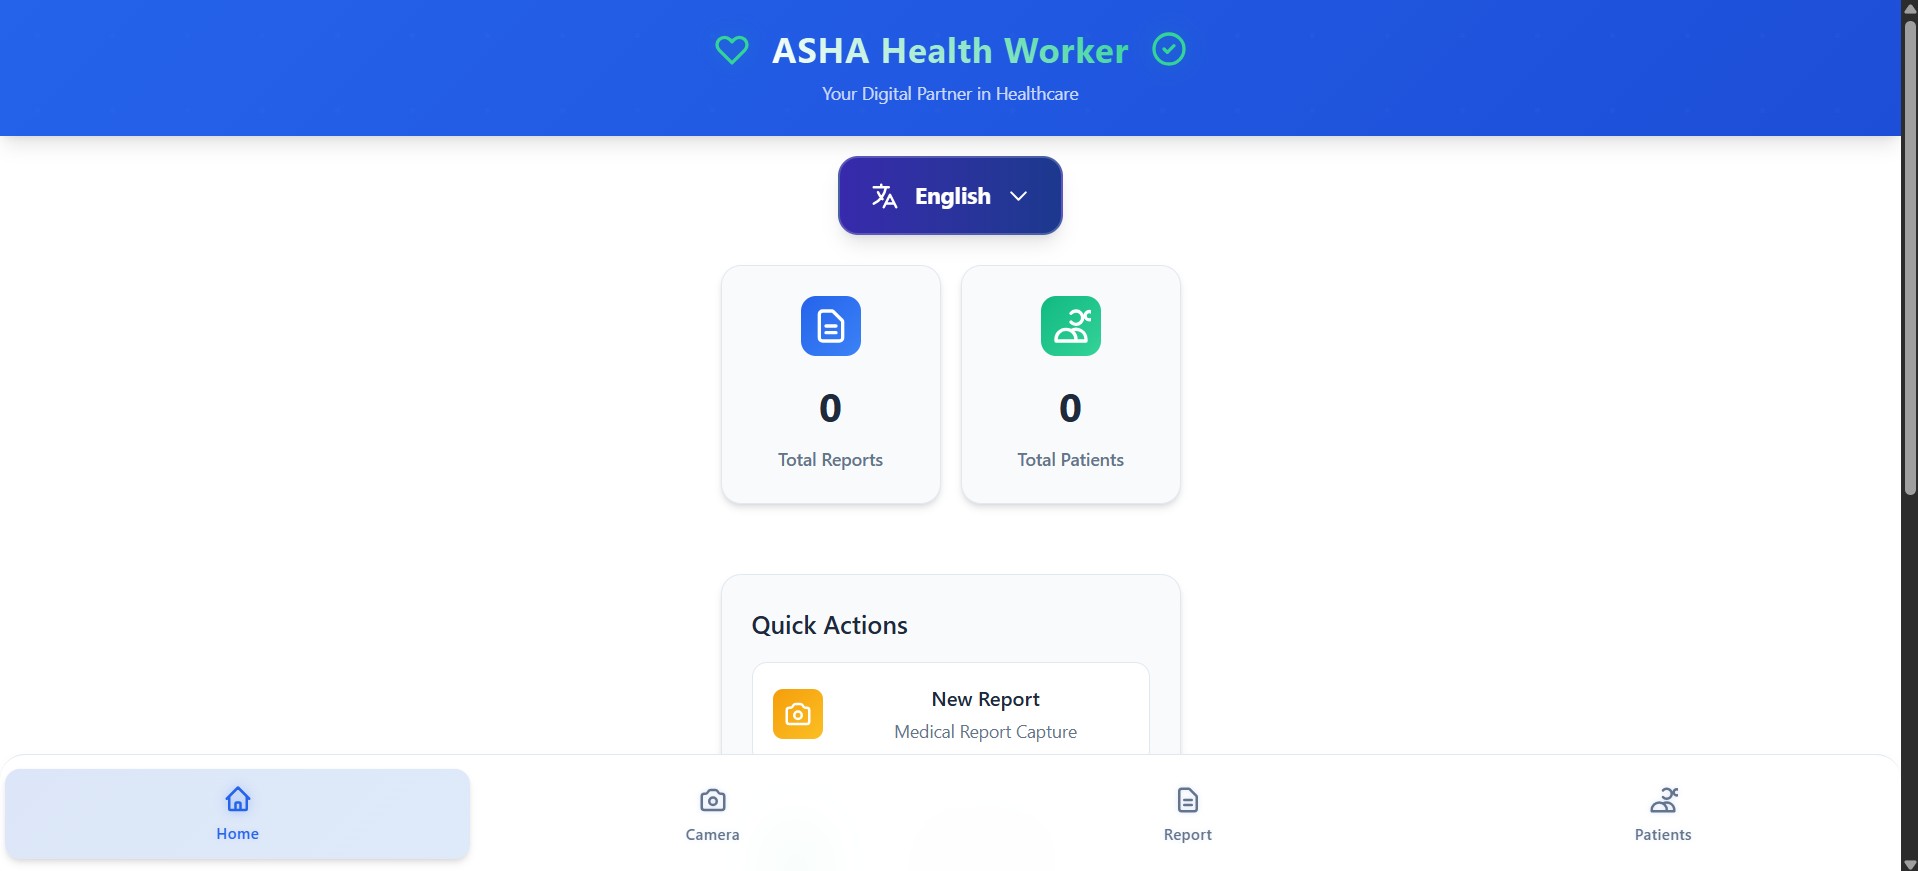 ASHA Health Worker
Your Digital Partner in Healthcare
English
0
Total Reports
0
Total Patients
Quick Actions
New Report
Medical Report Capture
Home
Camera
Report
Patients